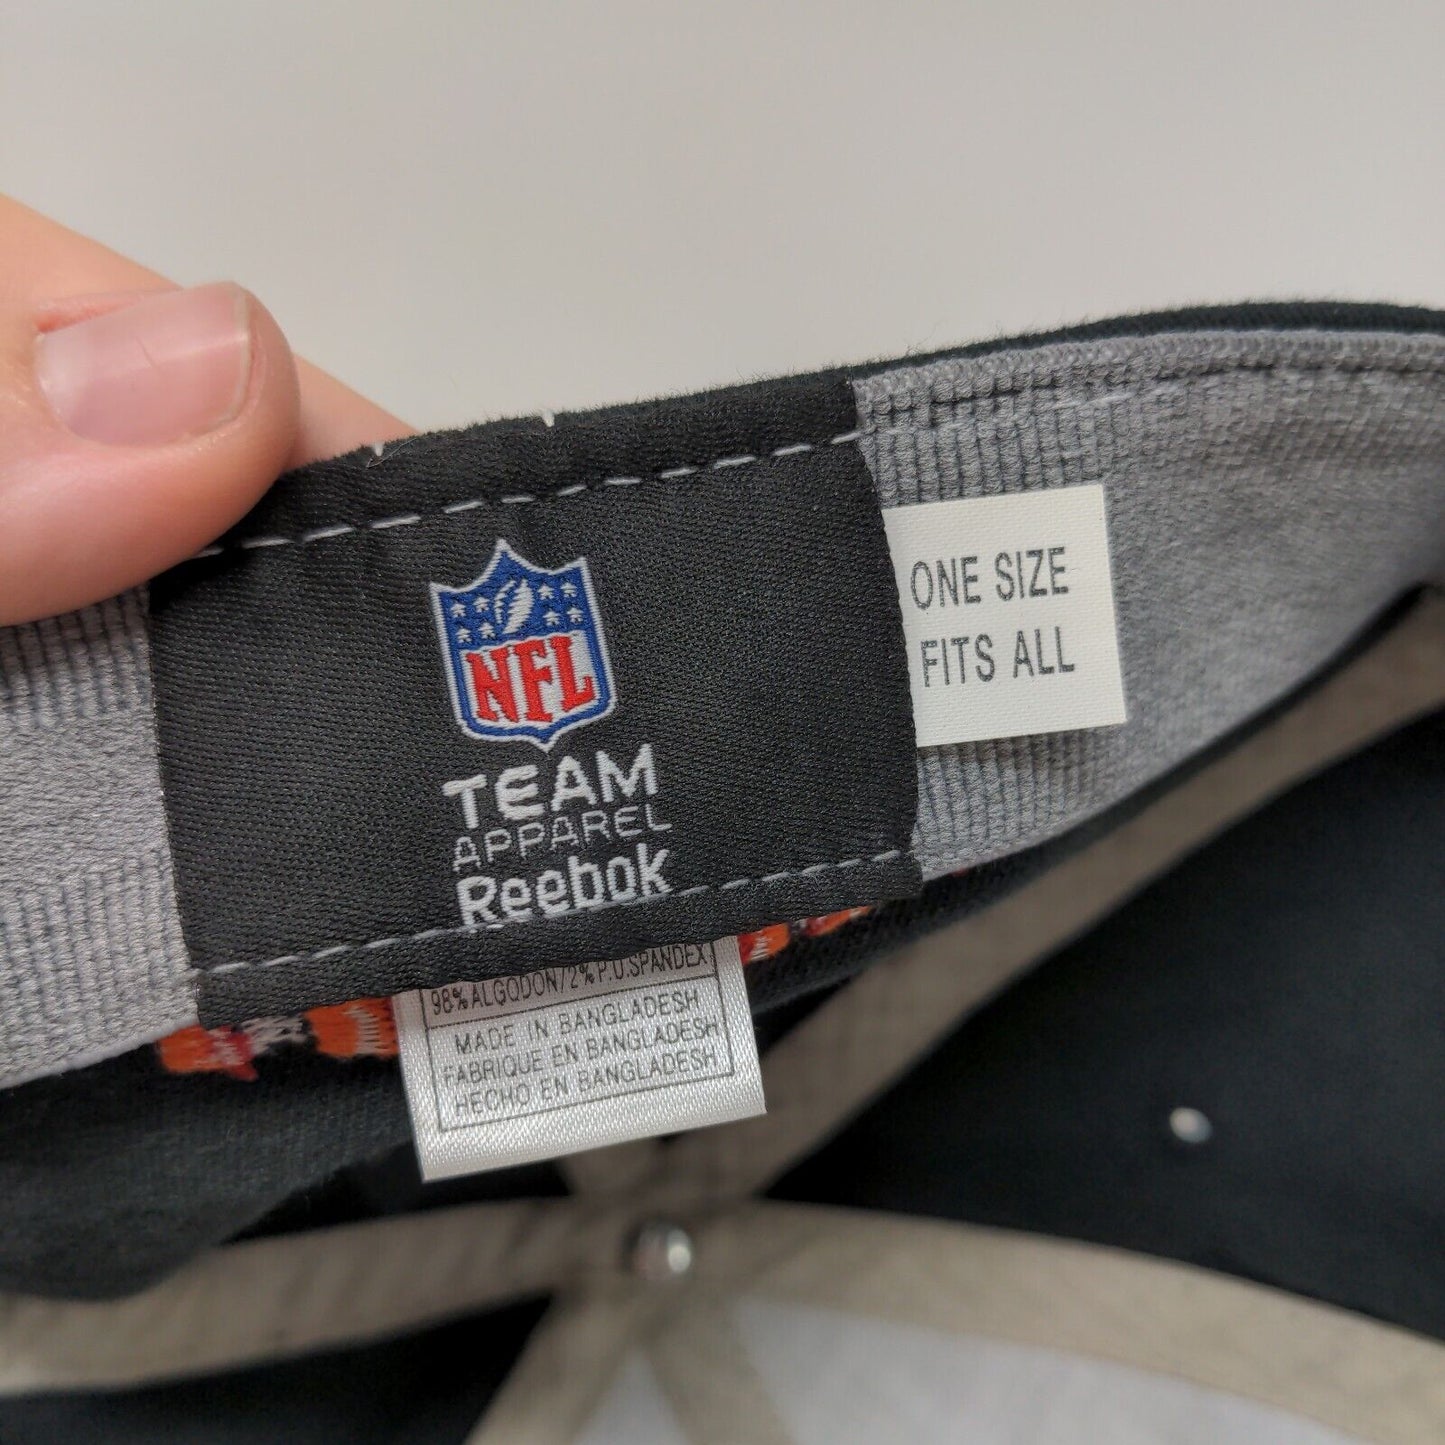 NFL
TEAM
APPAREL
Reebok
ONE SIZE
FITS ALL
98% ALGODON/2% P.U.SPANDEX
MADE IN BANGLADESH
FABRIQUE EN BANGLADESH
HECHO EN BANGLADESH